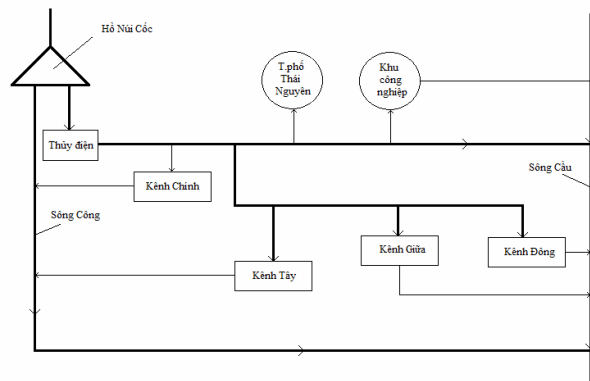 Hồ Núi Cốc
T.phố
Thái
Nguyên
Khu
công
nghiệp
Thủy điện
Sông Cầu
Kênh Chính
Sông Công
Kênh Giữa
Kênh Đông
Kênh Tây